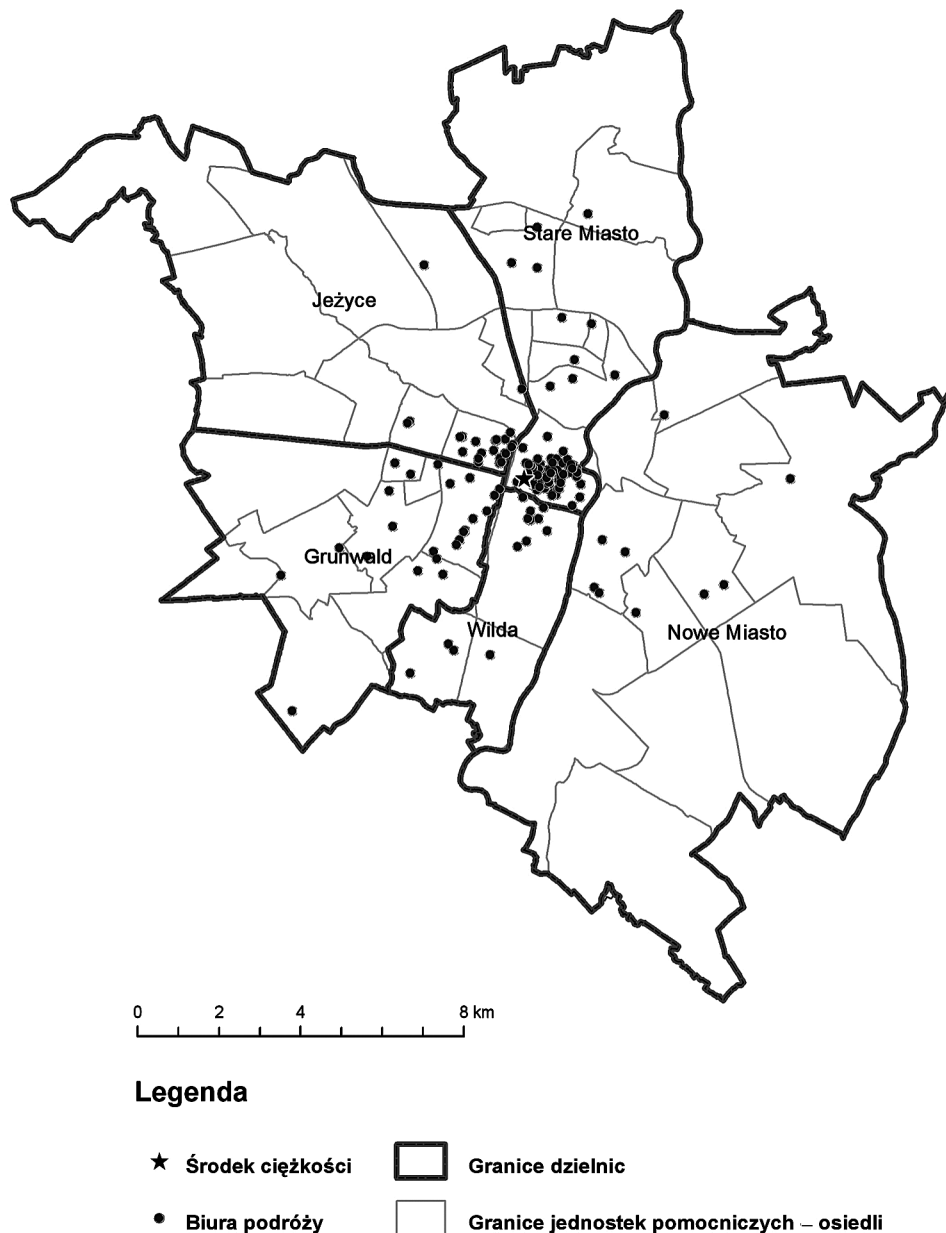 Stare Miasto
Jeżyce
Grunwald
Wilda
Nowe Miasto
0 2 4 8 km
Legenda
Środek ciężkości Granice dzielnic
Biura podróży Granice jednostek pomocniczych – osiedli